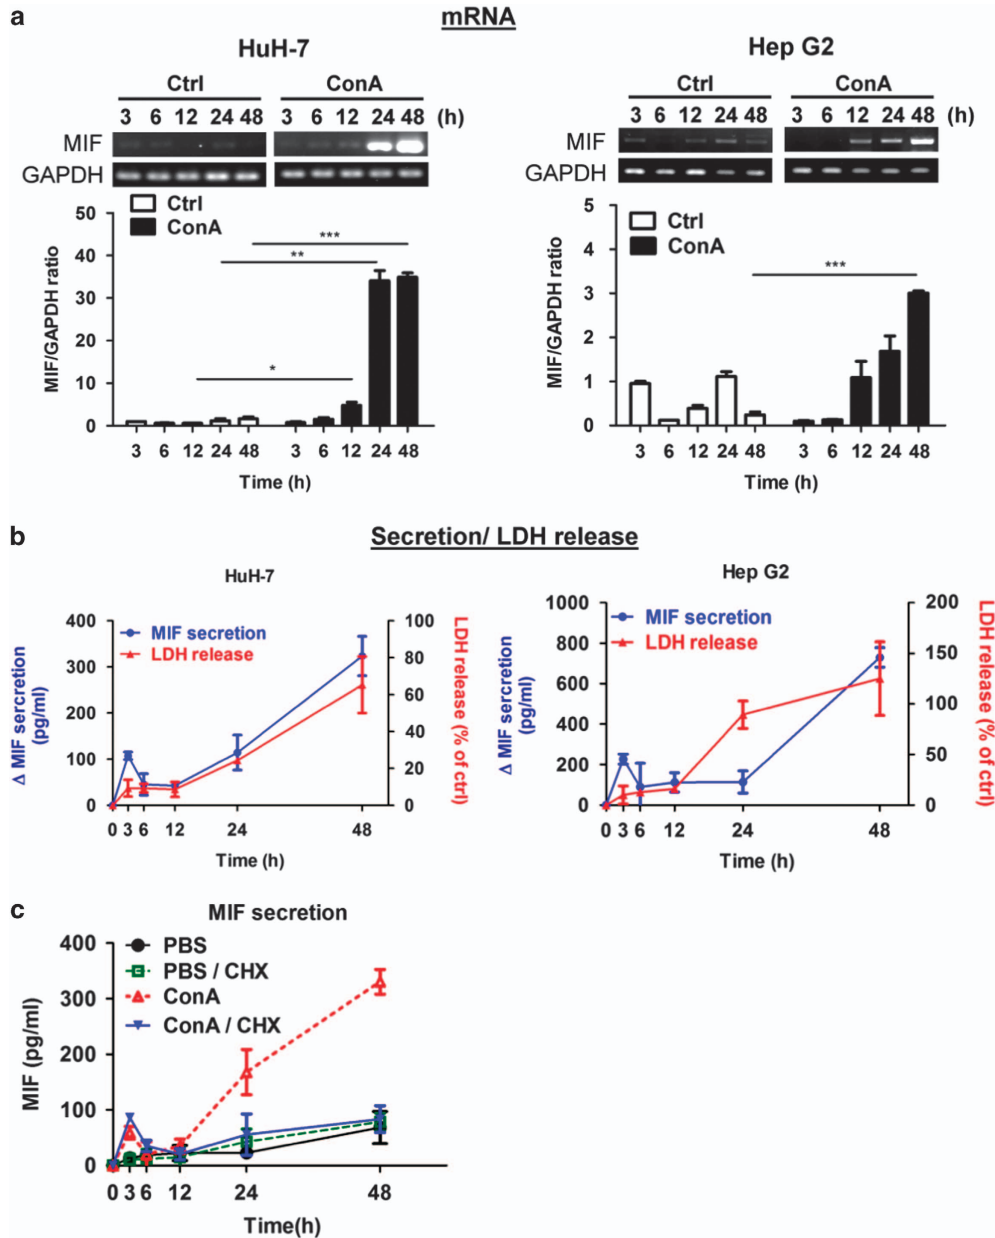 a
mRNA
HuH-7
Ctrl ConA
3 6 12 24 48 3 6 12 24 48 (h)
MIF
GAPDH
Ctrl
ConA
MIF/GAPDH ratio
50
40
30
20
10
0
***
**
*
3 6 12 24 48 3 6 12 24 48
Time (h)
Hep G2
Ctrl ConA
3 6 12 24 48 3 6 12 24 48 (h)
MIF
GAPDH
Ctrl
ConA
MIF/GAPDH ratio
5
4
3
2
1
0
***
3 6 12 24 48 3 6 12 24 48
Time (h)
b
Secretion/ LDH release
HuH-7
MIF secretion
LDH release
Δ MIF sercretion
(pg/ml)
400
300
200
100
0
100
80
60
40
20
0
LDH release (% of ctrl)
0 3 6 12 24 48
Time (h)
Hep G2
MIF secretion
LDH release
Δ MIF sercretion
(pg/ml)
1000
800
600
400
200
0
200
150
100
50
0
LDH release (% of ctrl)
0 3 6 12 24 48
Time (h)
c
MIF secretion
PBS
PBS / CHX
ConA
ConA / CHX
MIF (pg/ml)
400
300
200
100
0
0 3 6 12 24 48
Time(h)